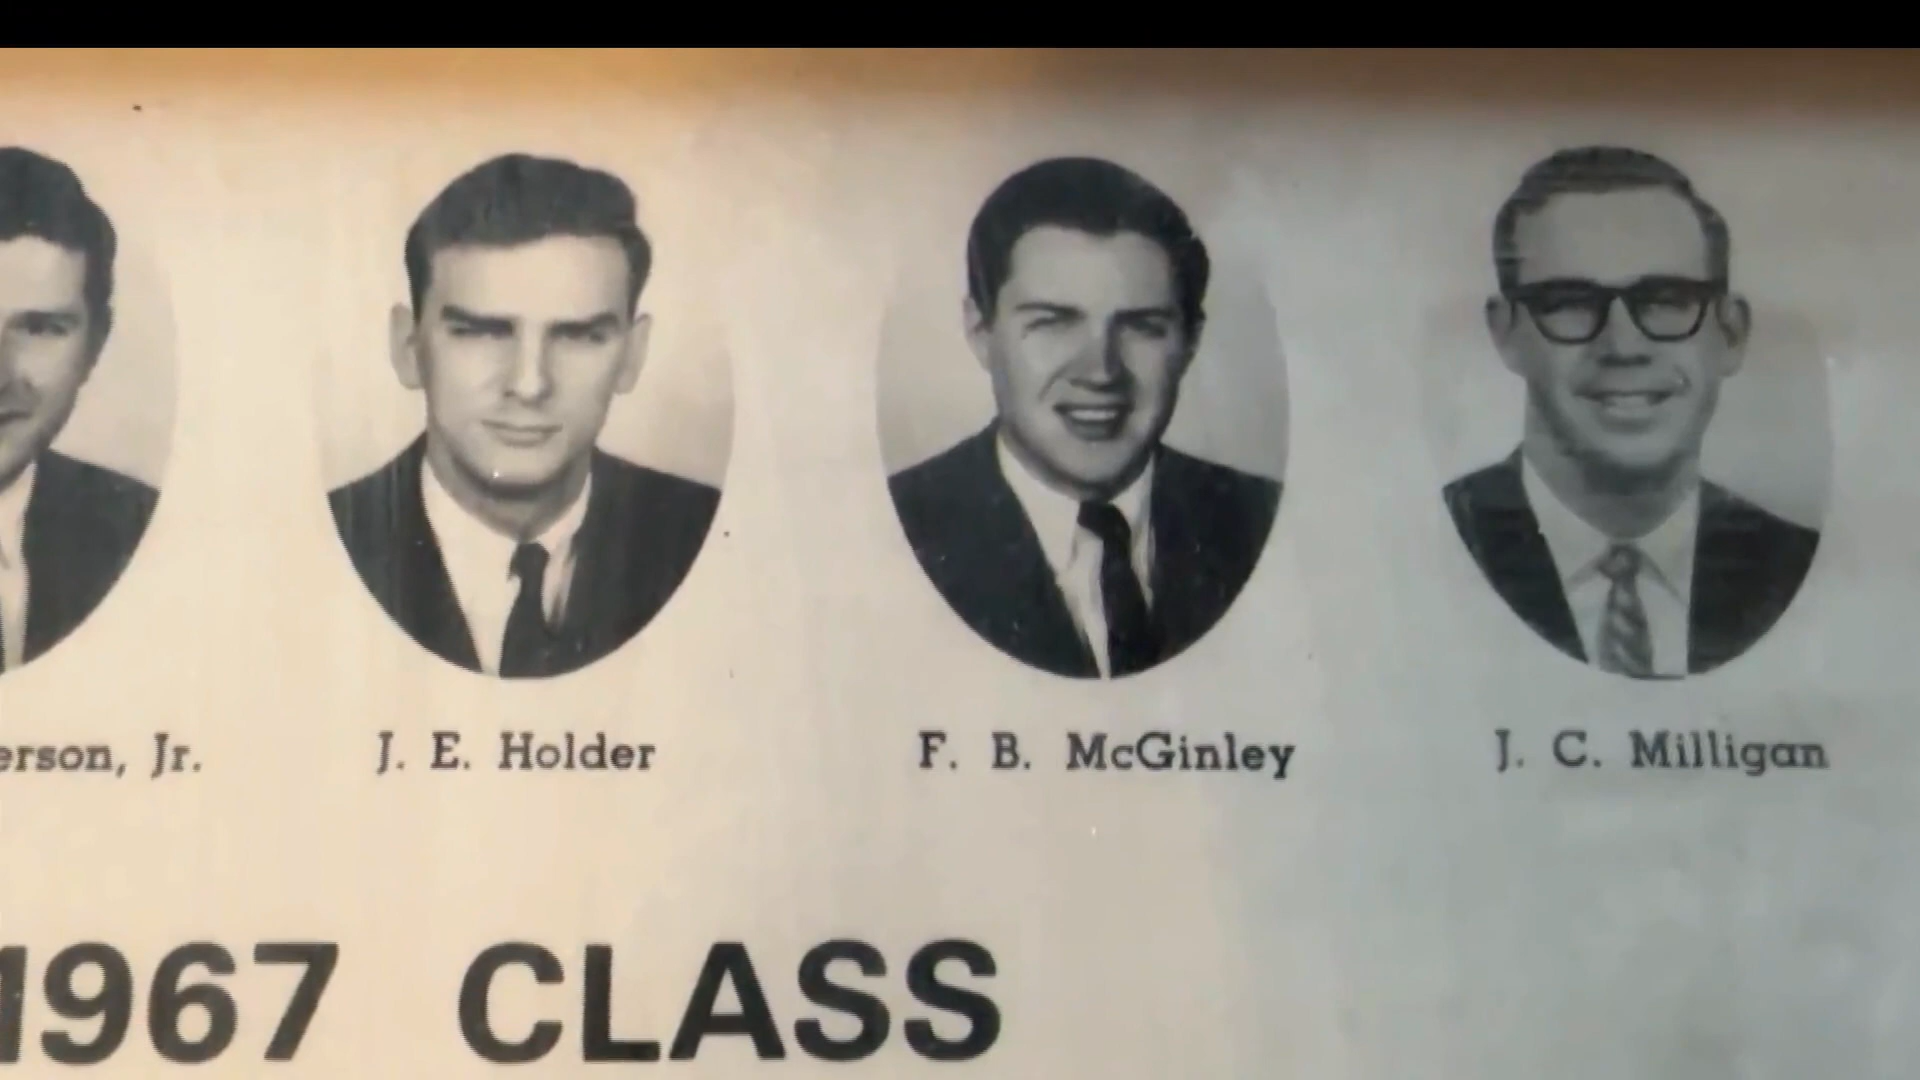 erson, Jr. J. E. Holder F. B. McGinley J. C. Milligan
1967 CLASS